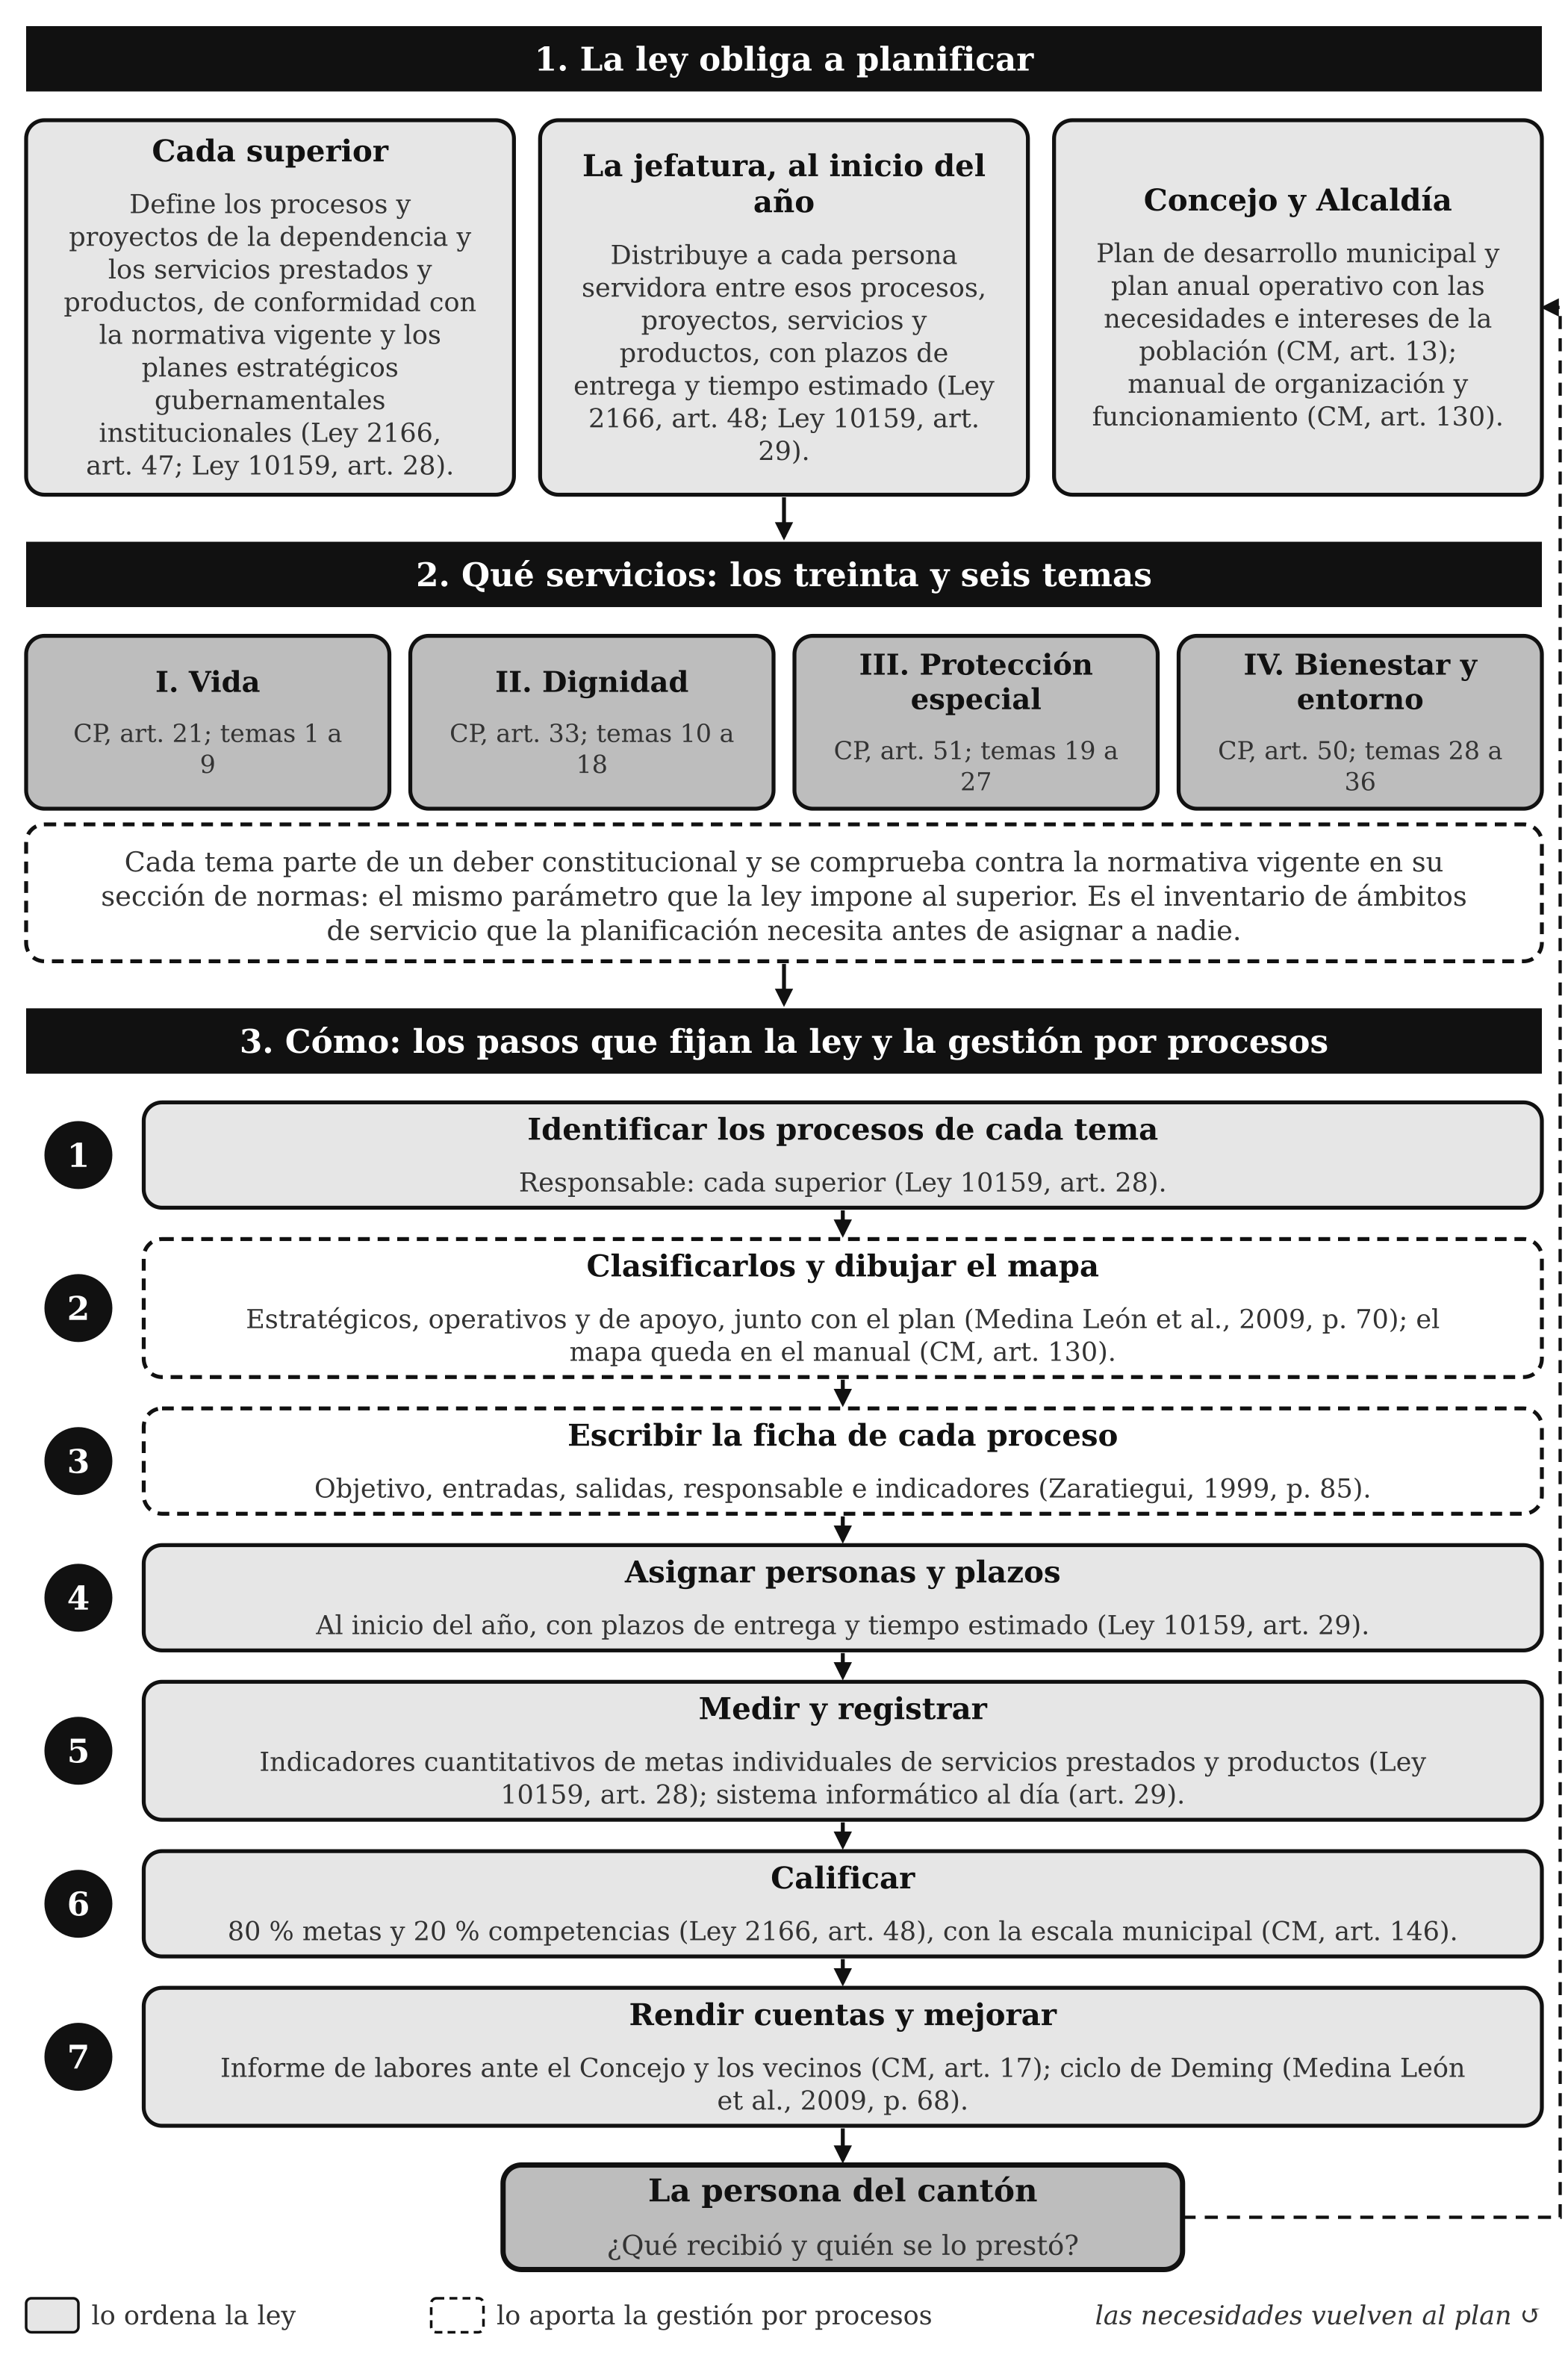 1. La ley obliga a planificar
Cada superior
Define los procesos y
proyectos de la dependencia y
los servicios prestados y
productos, de conformidad con
la normativa vigente y los
planes estratégicos
gubernamentales
institucionales (Ley 2166,
art. 47; Ley 10159, art. 28).
La jefatura, al inicio del
año
Distribuye a cada persona
servidora entre esos procesos,
proyectos, servicios y
productos, con plazos de
entrega y tiempo estimado (Ley
2166, art. 48; Ley 10159, art.
29).
Concejo y Alcaldía
Plan de desarrollo municipal y
plan anual operativo con las
necesidades e intereses de la
población (CM, art. 13);
manual de organización y
funcionamiento (CM, art. 130).
2. Qué servicios: los treinta y seis temas
I. Vida
CP, art. 21; temas 1 a
9
II. Dignidad
CP, art. 33; temas 10 a
18
III. Protección
especial
CP, art. 51; temas 19 a
27
IV. Bienestar y
entorno
CP, art. 50; temas 28 a
36
Cada tema parte de un deber constitucional y se comprueba contra la normativa vigente en su
sección de normas: el mismo parámetro que la ley impone al superior. Es el inventario de ámbitos
de servicio que la planificación necesita antes de asignar a nadie.
3. Cómo: los pasos que fijan la ley y la gestión por procesos
1
Identificar los procesos de cada tema
Responsable: cada superior (Ley 10159, art. 28).
2
Clasificarlos y dibujar el mapa
Estratégicos, operativos y de apoyo, junto con el plan (Medina León et al., 2009, p. 70); el
mapa queda en el manual (CM, art. 130).
3
Escribir la ficha de cada proceso
Objetivo, entradas, salidas, responsable e indicadores (Zaratiegui, 1999, p. 85).
4
Asignar personas y plazos
Al inicio del año, con plazos de entrega y tiempo estimado (Ley 10159, art. 29).
5
Medir y registrar
Indicadores cuantitativos de metas individuales de servicios prestados y productos (Ley
10159, art. 28); sistema informático al día (art. 29).
6
Calificar
80 % metas y 20 % competencias (Ley 2166, art. 48), con la escala municipal (CM, art. 146).
7
Rendir cuentas y mejorar
Informe de labores ante el Concejo y los vecinos (CM, art. 17); ciclo de Deming (Medina León
et al., 2009, p. 68).
La persona del cantón
¿Qué recibió y quién se lo prestó?
lo ordena la ley
lo aporta la gestión por procesos
las necesidades vuelven al plan ↺